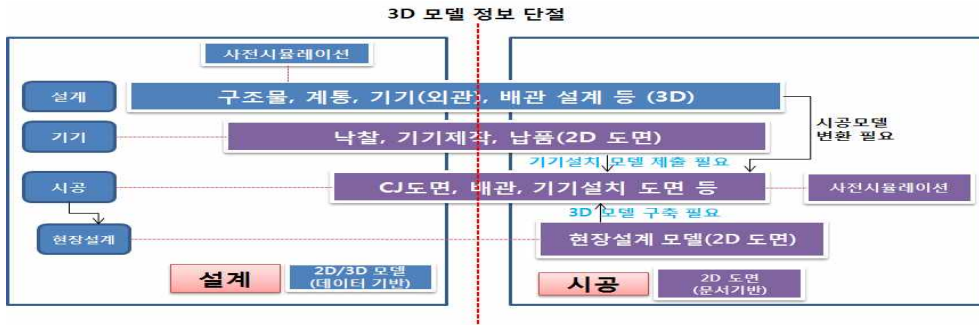 3D 모델 정보 단절
사전시뮬레이션
설계
구조물, 계통, 기기(외관), 배관 설계 등 (3D)
시공모델
변환 필요
기기
낙찰, 기기제작, 납품(2D 도면)
기기설치 모델 제출 필요
시공
CJ도면, 배관, 기기설치 도면 등
사전시뮬레이션
3D 모델 구축 필요
현장설계
현장설계 모델(2D 도면)
설계
2D/3D 모델
(데이터 기반)
시공
2D 도면
(문서기반)